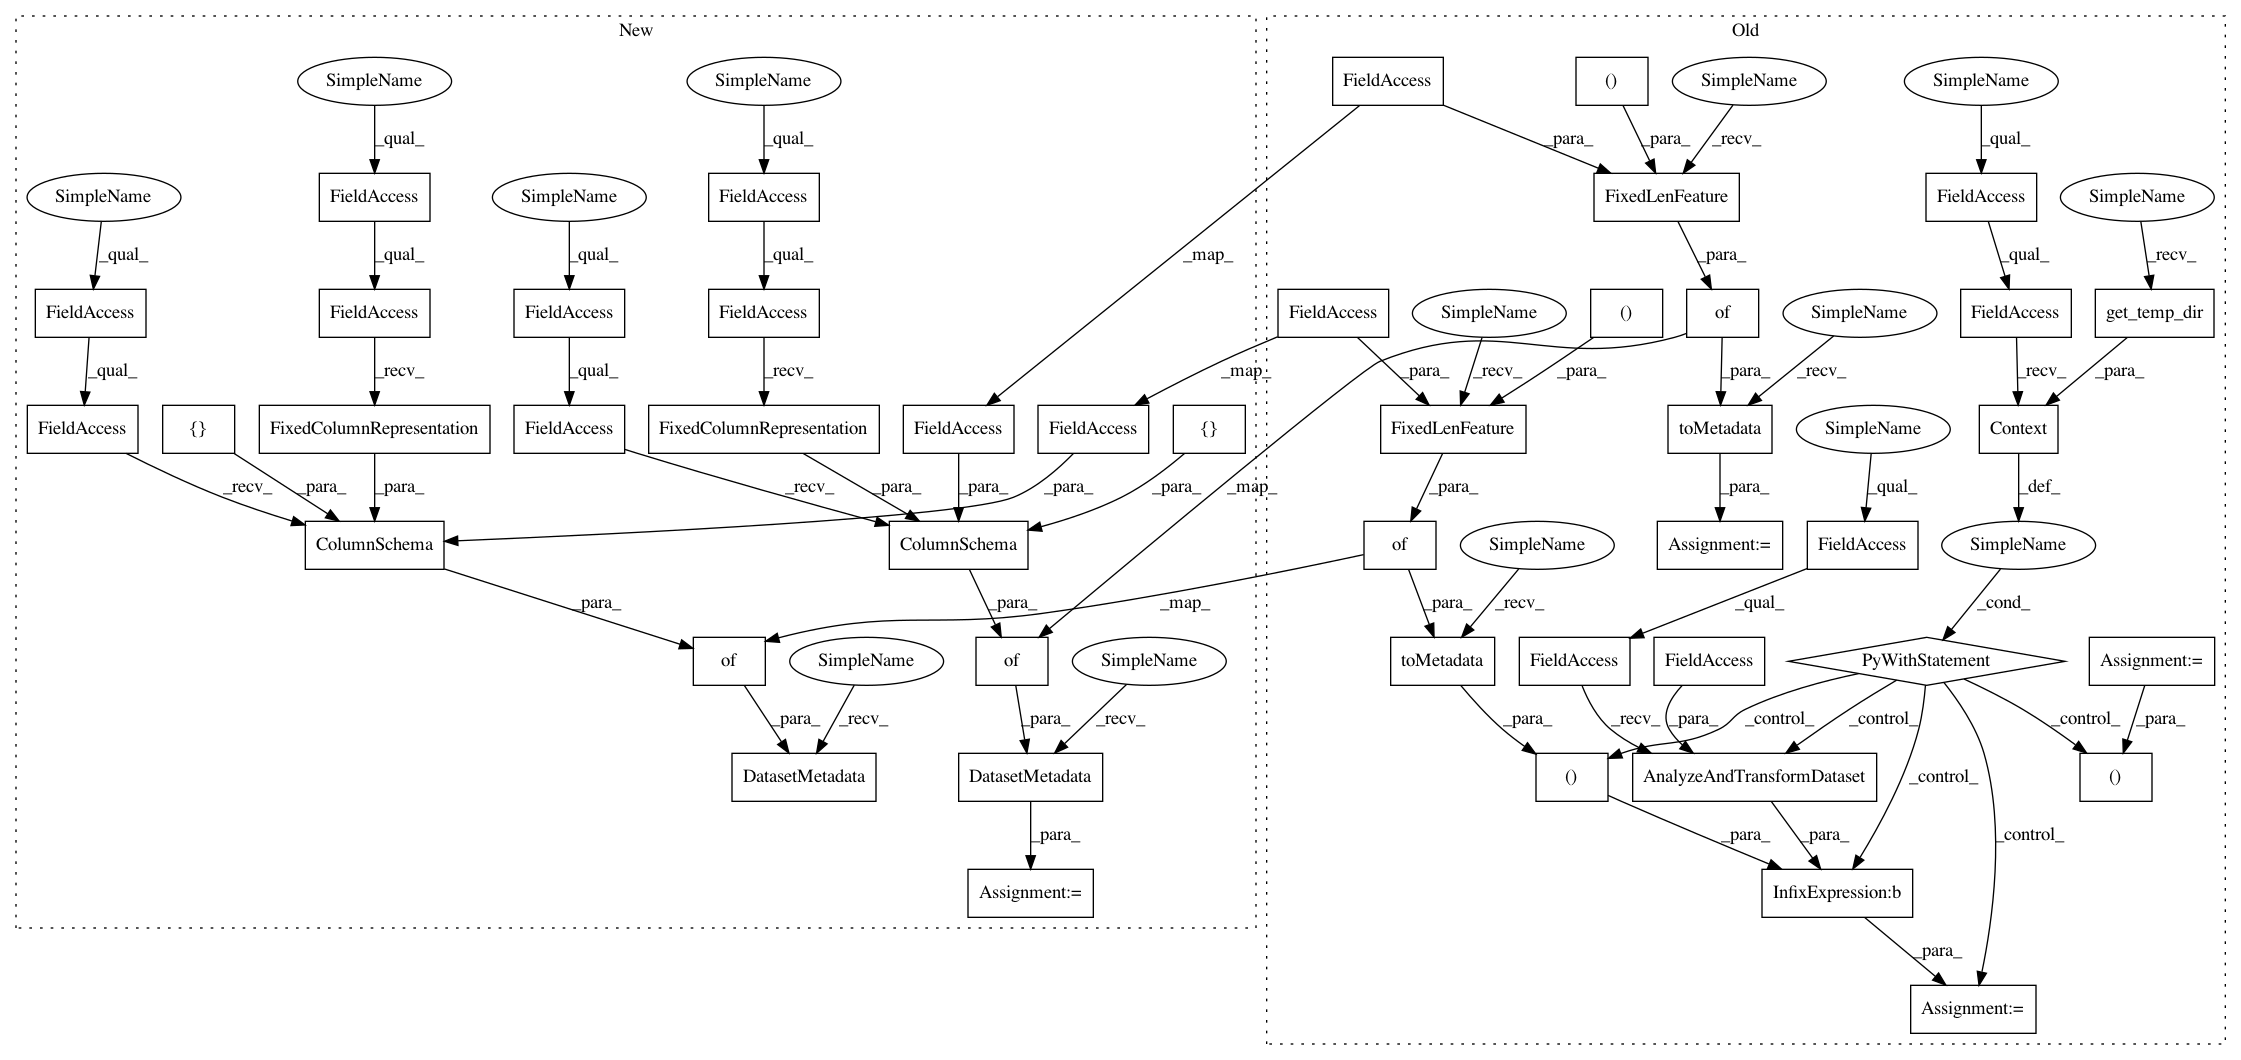 New
Old
SimpleName
SimpleName
FieldAccess
()
SimpleName
SimpleName
_qual_
_qual_
_para_
_para_
_recv_
_qual_
SimpleName
FieldAccess
SimpleName
FieldAccess
FixedLenFeature
FieldAccess
SimpleName
_qual_
_qual_
_qual_
_qual_
_map_
_para_
_qual_
_recv_
FieldAccess
FieldAccess
FieldAccess
FieldAccess
FieldAccess
SimpleName
()
of
SimpleName
FieldAccess
get_temp_dir
_qual_
_recv_
_qual_
_recv_
_map_
_para_
_recv_
_para_
_para_
_recv_
_recv_
_para_
FieldAccess
{}
FixedColumnRepresentation
FieldAccess
FixedColumnRepresentation
FieldAccess
FieldAccess
{}
FixedLenFeature
toMetadata
SimpleName
Context
_recv_
_para_
_para_
_recv_
_para_
_para_
_para_
_para_
_map_
_para_
_para_
_qual_
_def_
ColumnSchema
ColumnSchema
of
SimpleName
Assignment:=
FieldAccess
SimpleName
_para_
_para_
_map_
_para_
_recv_
_qual_
_cond_
of
SimpleName
of
SimpleName
toMetadata
FieldAccess
FieldAccess
PyWithStatement
Assignment:=
_para_
_recv_
_para_
_recv_
_para_
_recv_
_para_
_control_
_control_
_control_
_para_
DatasetMetadata
DatasetMetadata
()
AnalyzeAndTransformDataset
_control_
()
_para_
_para_
_para_
_control_
Assignment:=
InfixExpression:b
_para_
Assignment:=